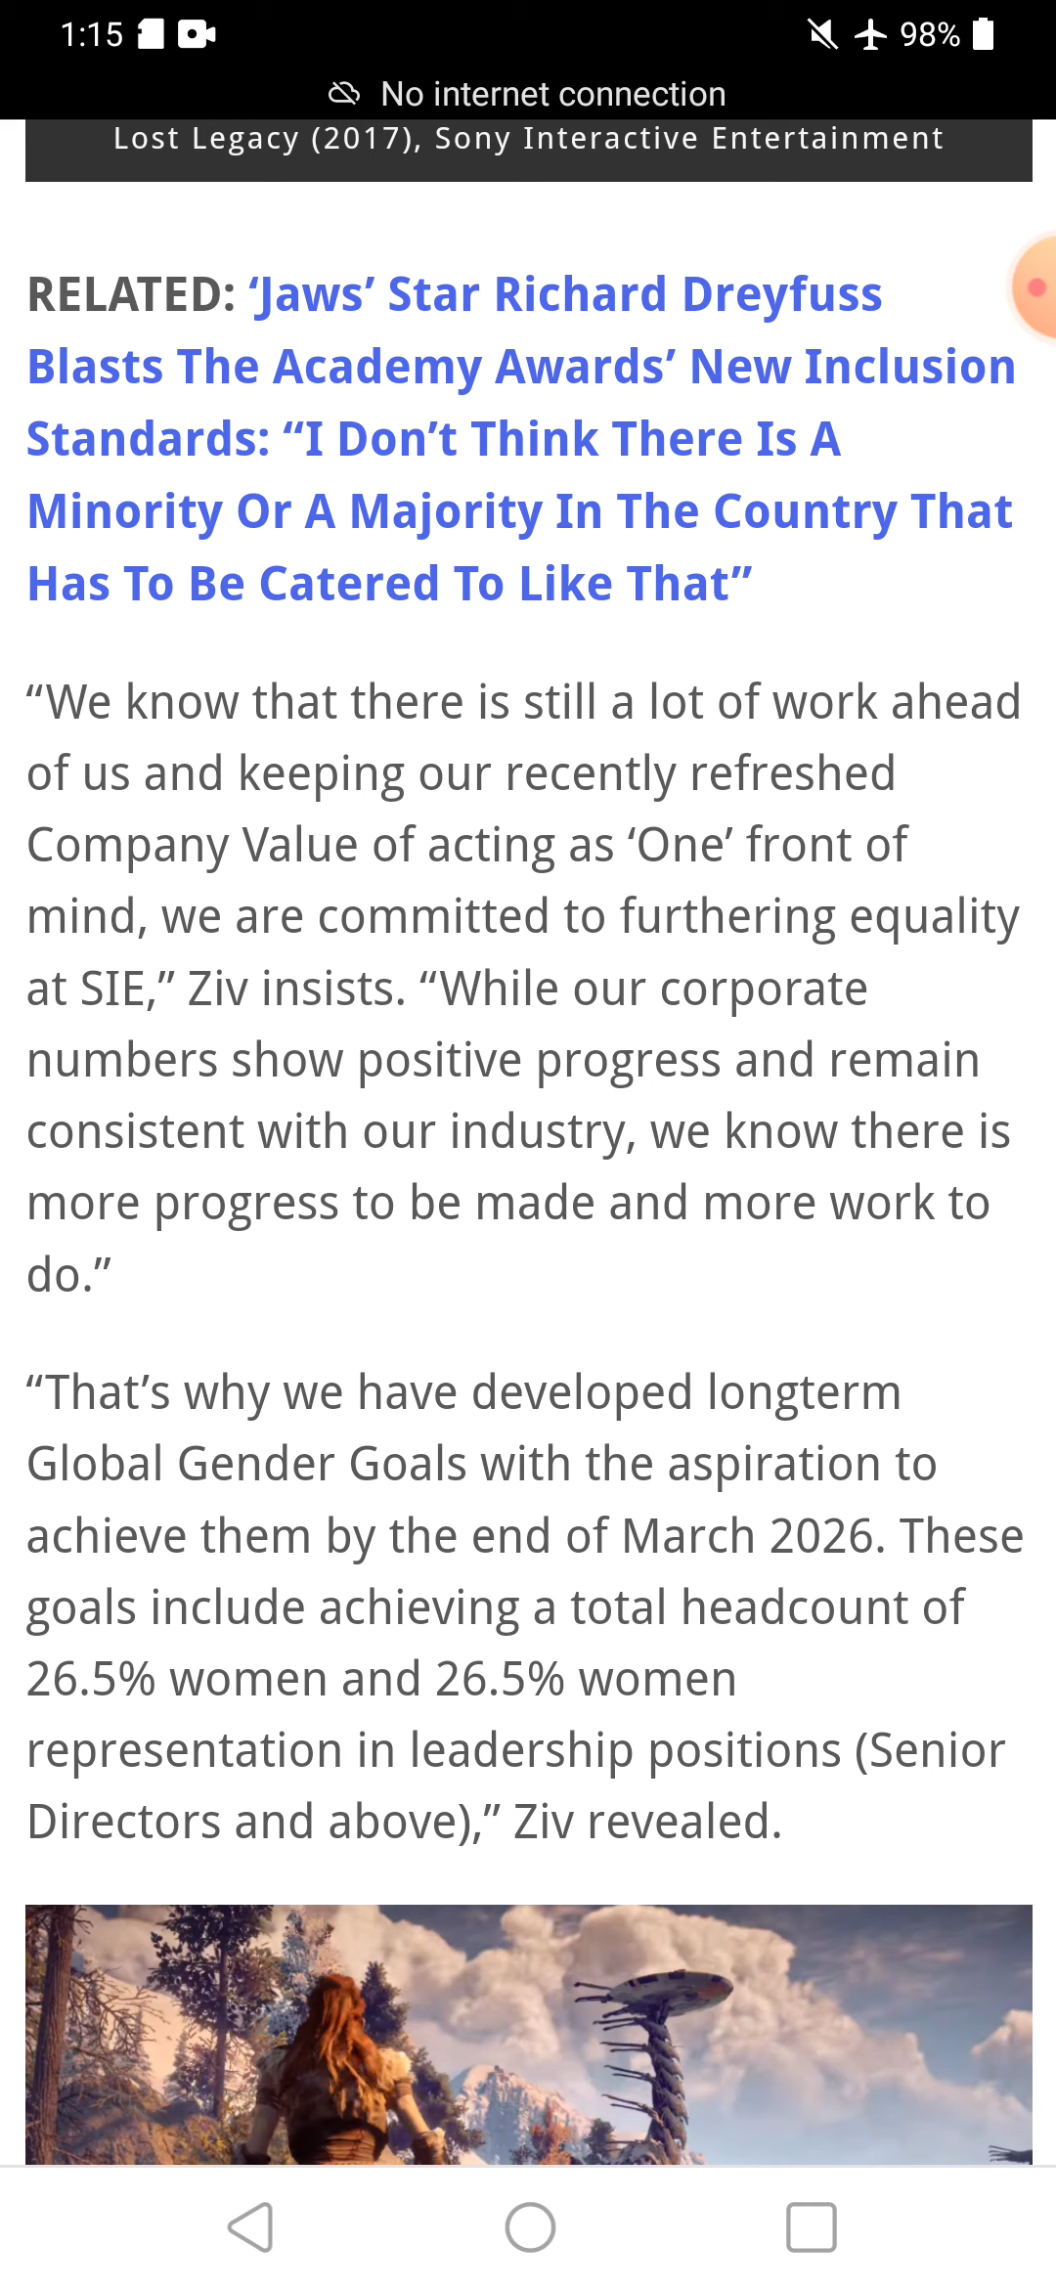 1:15
98%
No internet connection
Lost Legacy (2017), Sony Interactive Entertainment
RELATED: ‘Jaws’ Star Richard Dreyfuss
Blasts The Academy Awards’ New Inclusion
Standards: “I Don’t Think There Is A
Minority Or A Majority In The Country That
Has To Be Catered To Like That”
“We know that there is still a lot of work ahead
of us and keeping our recently refreshed
Company Value of acting as ‘One’ front of
mind, we are committed to furthering equality
at SIE,” Ziv insists. “While our corporate
numbers show positive progress and remain
consistent with our industry, we know there is
more progress to be made and more work to
do.”
“That’s why we have developed longterm
Global Gender Goals with the aspiration to
achieve them by the end of March 2026. These
goals include achieving a total headcount of
26.5% women and 26.5% women
representation in leadership positions (Senior
Directors and above),” Ziv revealed.